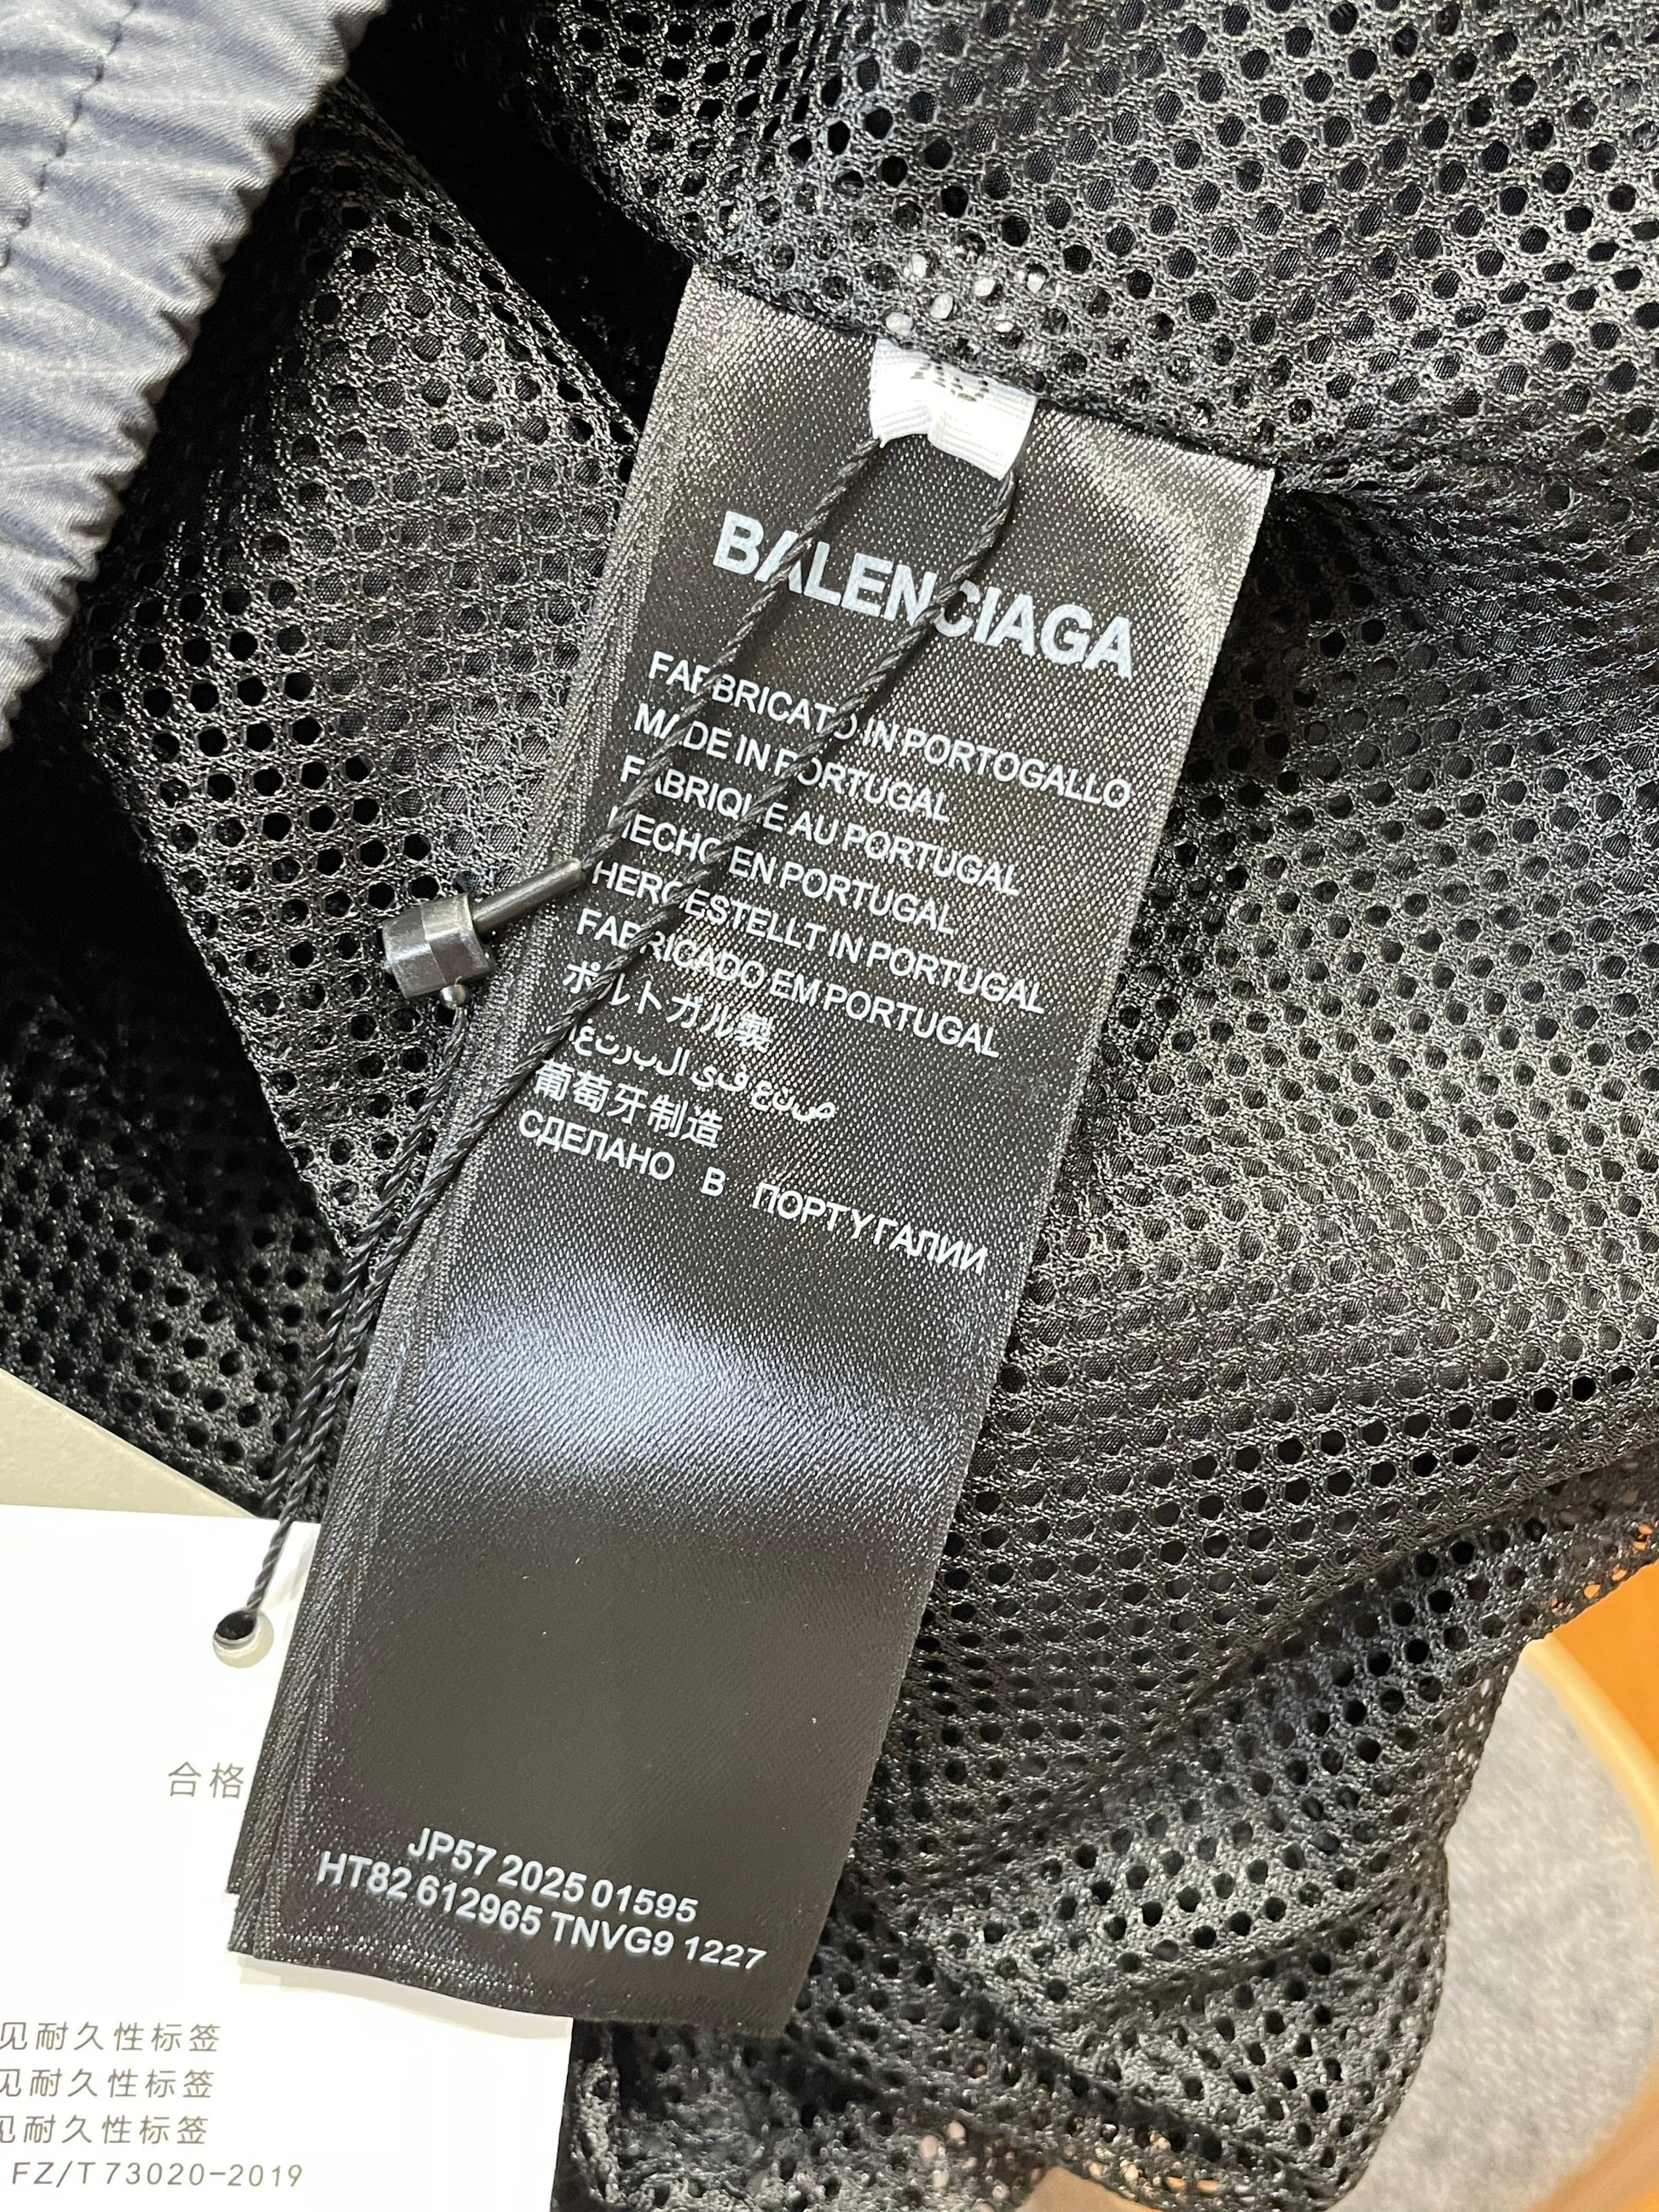 BALENCIAGA
FABBRICATO IN PORTOGALLO
MADE IN PORTUGAL
FABRIQUE AU PORTUGAL
HECHO EN PORTUGAL
HERGESTELLT IN PORTUGAL
FABRICADO EM PORTUGAL
ポルトガル製
صنع في البرتغا
葡萄牙制造
СДЕЛАНО В ПОРТУГАЛИИ
JP57 2025 01595
HT82 612965 TNVG9 1227
合格
见耐久性标签
见耐久性标签
见耐久性标签
FZ/T 73020-2019